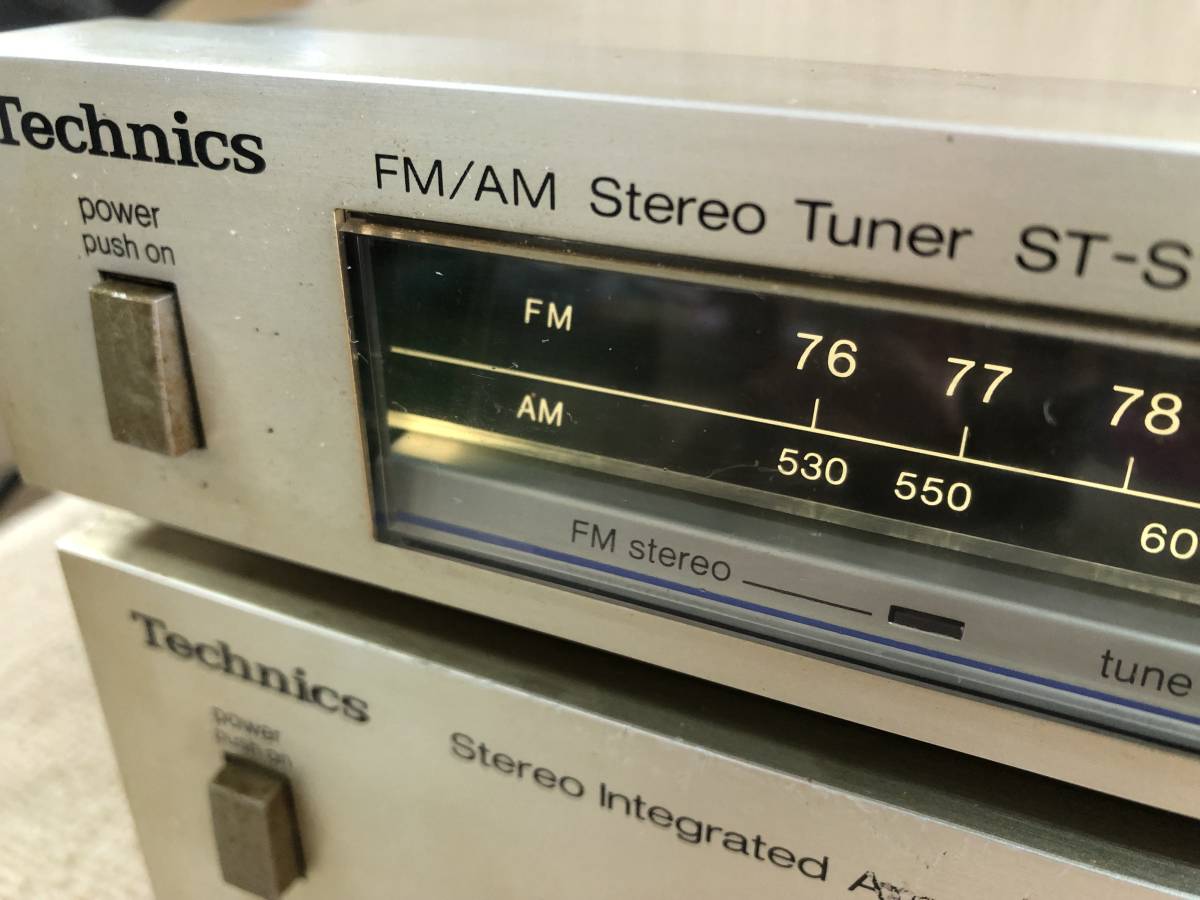 Technics
power
push on
FM/AM Stereo Tuner ST-S
FM 76 77 78
AM 530 550 60
FM stereo
tune
Technics
power
push on
Stereo Integrated